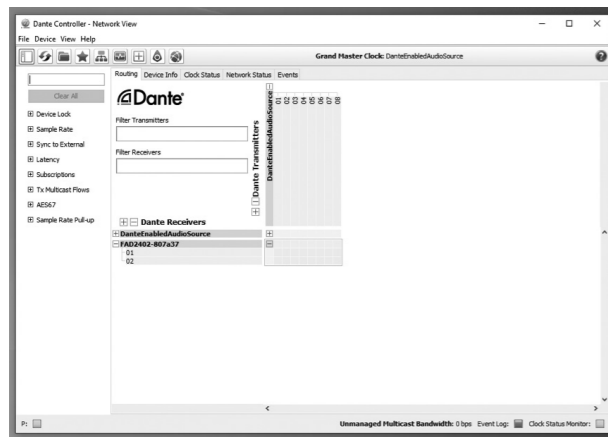 Dante Controller - Network View
File Device View Help
Grand Master Clock: DanteEnabledAudioSource
Routing Device Info Clock Status Network Status Events
Clear All
Device Lock
Sample Rate
Sync to External
Latency
Subscriptions
Tx Multicast Flows
AES67
Sample Rate Pull-up
Dante
Filter Transmitters
Filter Receivers
Dante Transmitters
DanteEnabledAudioSource
01
02
03
04
05
06
07
08
Dante Receivers
DanteEnabledAudioSource
FAD2402-807a37
01
02
P: Unmanaged Multicast Bandwidth: 0 bps Event Log: Clock Status Monitor: